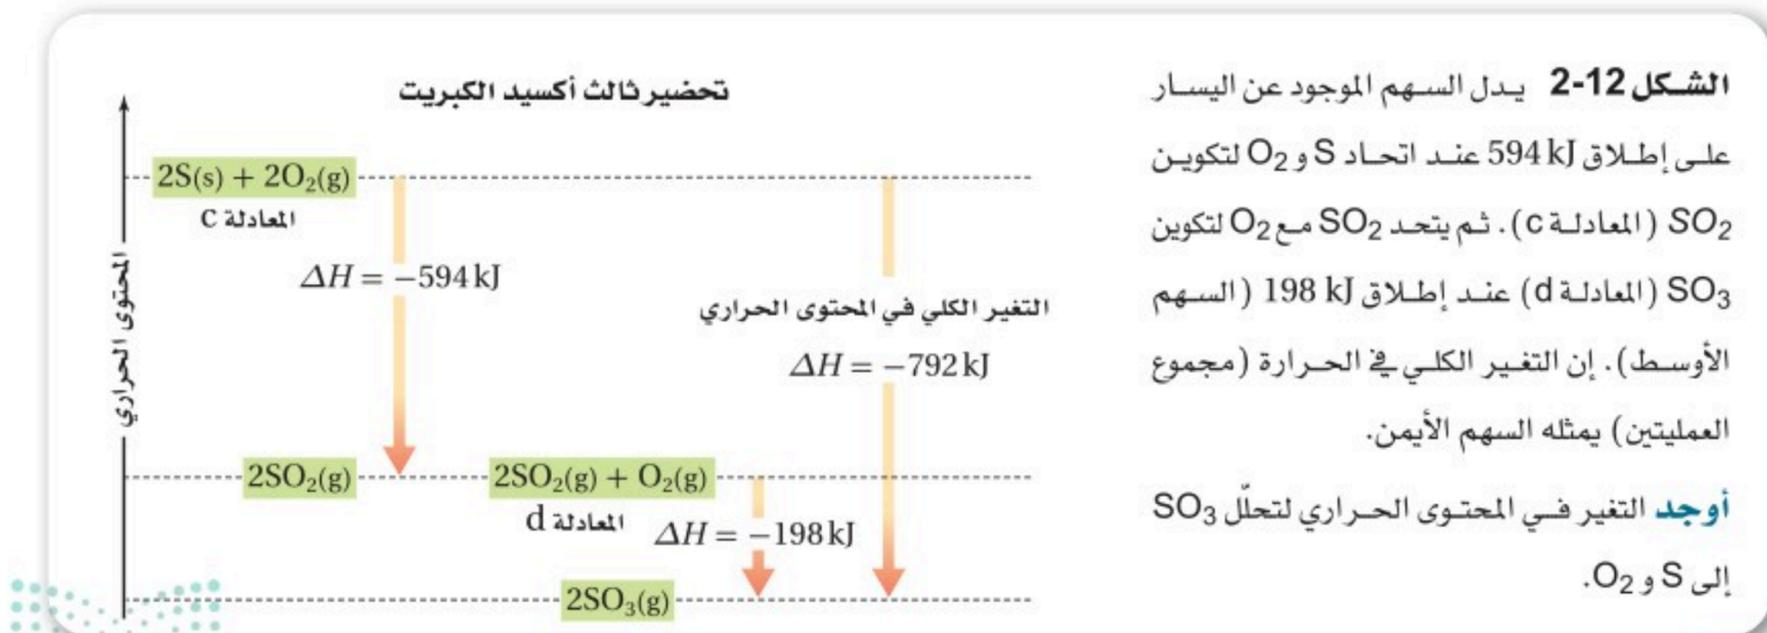 الشكل 12-2 يدل السهم الموجود عن اليسار
على إطلاق 594 kJ عند اتحاد S و O₂ لتكوين
SO₂ (المعادلة c). ثم يتحد SO₂ مع O₂ لتكوين
SO₃ (المعادلة d) عند إطلاق 198 kJ (السهم
الأوسط). إن التغير الكلي في الحرارة (مجموع
العمليتين) يمثله السهم الأيمن.
أوجد التغير في المحتوى الحراري لتحلّل SO₃
إلى S و O₂.
تحضير ثالث أكسيد الكبريت
المحتوى الحراري
2S(s) + 2O₂(g)
المعادلة C
ΔH = −594 kJ
التغير الكلي في المحتوى الحراري
ΔH = −792 kJ
2SO₂(g)
2SO₂(g) + O₂(g)
المعادلة d
ΔH = −198 kJ
2SO₃(g)